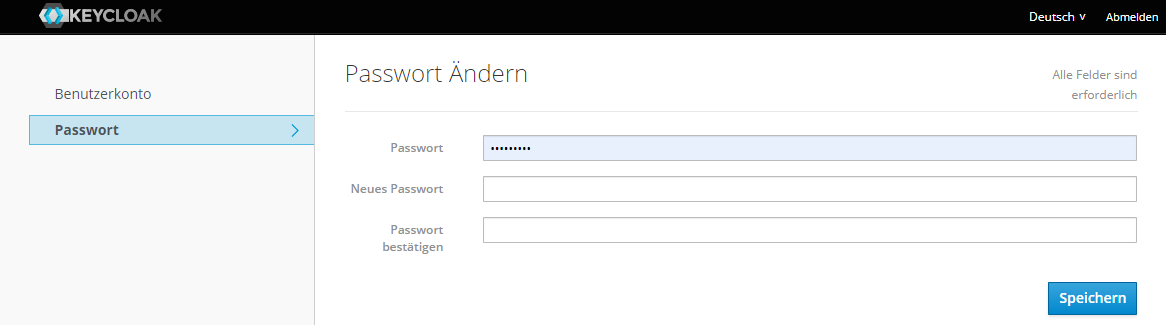 KEYCLOAK
Deutsch v
Abmelden
Benutzerkonto
Passwort
Passwort Ändern
Alle Felder sind
erforderlich
Passwort
•••••••••
Neues Passwort
Passwort
bestätigen
Speichern